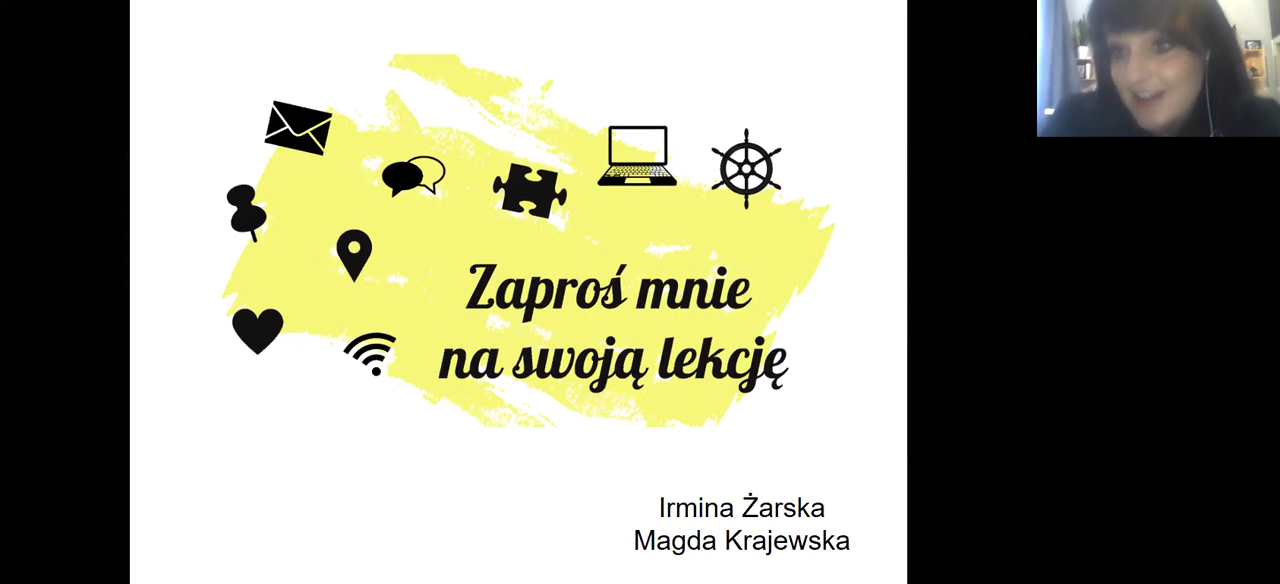 Zaproś mnie
na swoją lekcję
Irmina Żarska
Magda Krajewska